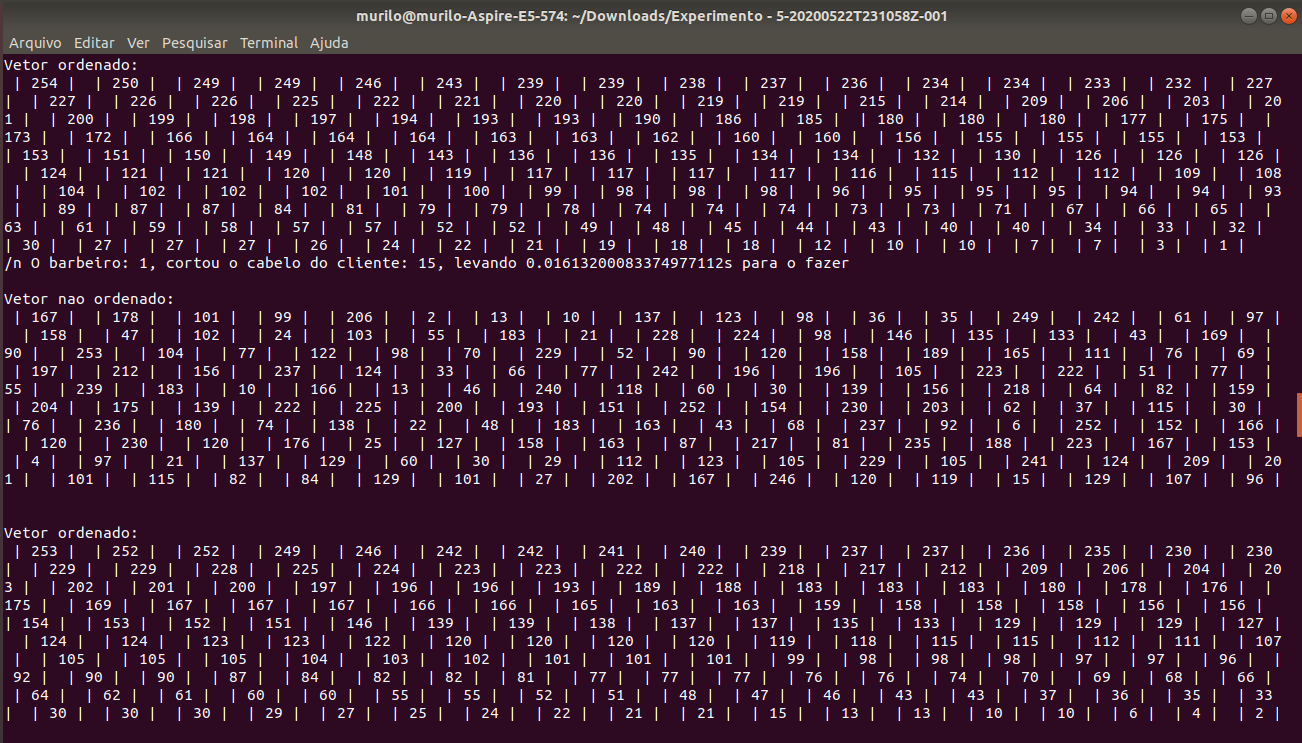 murilo@murilo-Aspire-E5-574: ~/Downloads/Experimento - 5-20200522T231058Z-001
Arquivo Editar Ver Pesquisar Terminal Ajuda
Vetor ordenado:
| 254 | | 250 | | 249 | | 249 | | 246 | | 243 | | 239 | | 239 | | 238 | | 237 | | 236 | | 234 | | 234 | | 233 | | 232 | | 227
| | 227 | | 226 | | 226 | | 225 | | 222 | | 221 | | 220 | | 220 | | 219 | | 219 | | 215 | | 214 | | 209 | | 206 | | 203 | | 20
1 | | 200 | | 199 | | 198 | | 197 | | 194 | | 193 | | 193 | | 190 | | 186 | | 185 | | 180 | | 180 | | 180 | | 177 | | 175 | |
173 | | 172 | | 166 | | 164 | | 164 | | 164 | | 163 | | 163 | | 162 | | 160 | | 160 | | 156 | | 155 | | 155 | | 155 | | 153 |
| 153 | | 151 | | 150 | | 149 | | 148 | | 143 | | 136 | | 136 | | 135 | | 134 | | 134 | | 132 | | 130 | | 126 | | 126 | | 126 |
| 124 | | 121 | | 121 | | 120 | | 120 | | 119 | | 117 | | 117 | | 117 | | 117 | | 116 | | 115 | | 112 | | 112 | | 109 | | 108
| | 104 | | 102 | | 102 | | 102 | | 101 | | 100 | | 99 | | 98 | | 98 | | 98 | | 96 | | 95 | | 95 | | 95 | | 94 | | 94 | | 93
| | 89 | | 87 | | 87 | | 84 | | 81 | | 79 | | 79 | | 78 | | 74 | | 74 | | 74 | | 73 | | 73 | | 71 | | 67 | | 66 | | 65 | |
63 | | 61 | | 59 | | 58 | | 57 | | 57 | | 52 | | 52 | | 49 | | 48 | | 45 | | 44 | | 43 | | 40 | | 40 | | 34 | | 33 | | 32 |
| 30 | | 27 | | 27 | | 27 | | 26 | | 24 | | 22 | | 21 | | 19 | | 18 | | 18 | | 12 | | 10 | | 10 | | 7 | | 7 | | 3 | | 1 |
/n O barbeiro: 1, cortou o cabelo do cliente: 15, levando 0.01613200083374977112s para o fazer
Vetor nao ordenado:
| 167 | | 178 | | 101 | | 99 | | 206 | | 2 | | 13 | | 10 | | 137 | | 123 | | 98 | | 36 | | 35 | | 249 | | 242 | | 61 | | 97 |
| 158 | | 47 | | 102 | | 24 | | 103 | | 55 | | 183 | | 21 | | 228 | | 224 | | 98 | | 146 | | 135 | | 133 | | 43 | | 169 | |
90 | | 253 | | 104 | | 77 | | 122 | | 98 | | 70 | | 229 | | 52 | | 90 | | 120 | | 158 | | 189 | | 165 | | 111 | | 76 | | 69 |
| 197 | | 212 | | 156 | | 237 | | 124 | | 33 | | 66 | | 77 | | 242 | | 196 | | 196 | | 105 | | 223 | | 222 | | 51 | | 77 | |
55 | | 239 | | 183 | | 10 | | 166 | | 13 | | 46 | | 240 | | 118 | | 60 | | 30 | | 139 | | 156 | | 218 | | 64 | | 82 | | 159 |
| 204 | | 175 | | 139 | | 222 | | 225 | | 200 | | 193 | | 151 | | 252 | | 154 | | 230 | | 203 | | 62 | | 37 | | 115 | | 30 |
| 76 | | 236 | | 180 | | 74 | | 138 | | 22 | | 48 | | 183 | | 163 | | 43 | | 68 | | 237 | | 92 | | 6 | | 252 | | 152 | | 166
| | 120 | | 230 | | 120 | | 176 | | 25 | | 127 | | 158 | | 163 | | 87 | | 217 | | 81 | | 235 | | 188 | | 223 | | 167 | | 153
| | 4 | | 97 | | 21 | | 137 | | 129 | | 60 | | 30 | | 29 | | 112 | | 123 | | 105 | | 229 | | 105 | | 241 | | 124 | | 209 | | 20
1 | | 101 | | 115 | | 82 | | 84 | | 129 | | 101 | | 27 | | 202 | | 167 | | 246 | | 120 | | 119 | | 15 | | 129 | | 107 | | 96 |
Vetor ordenado:
| 253 | | 252 | | 252 | | 249 | | 246 | | 242 | | 242 | | 241 | | 240 | | 239 | | 237 | | 237 | | 236 | | 235 | | 230 | | 230
| | 229 | | 229 | | 228 | | 225 | | 224 | | 223 | | 223 | | 222 | | 222 | | 218 | | 217 | | 212 | | 209 | | 206 | | 204 | | 20
3 | | 202 | | 201 | | 200 | | 197 | | 196 | | 196 | | 193 | | 189 | | 188 | | 183 | | 183 | | 183 | | 180 | | 178 | | 176 | |
175 | | 169 | | 167 | | 167 | | 167 | | 166 | | 166 | | 165 | | 163 | | 163 | | 159 | | 158 | | 158 | | 158 | | 156 | | 156 |
| 154 | | 153 | | 152 | | 151 | | 146 | | 139 | | 139 | | 138 | | 137 | | 137 | | 135 | | 133 | | 129 | | 129 | | 129 | | 127 |
| 124 | | 124 | | 123 | | 123 | | 122 | | 120 | | 120 | | 120 | | 120 | | 119 | | 118 | | 115 | | 115 | | 112 | | 111 | | 107
| | 105 | | 105 | | 105 | | 104 | | 103 | | 102 | | 101 | | 101 | | 101 | | 99 | | 98 | | 98 | | 98 | | 97 | | 97 | | 96 | |
92 | | 90 | | 90 | | 87 | | 84 | | 82 | | 82 | | 81 | | 77 | | 77 | | 77 | | 76 | | 76 | | 74 | | 70 | | 69 | | 68 | | 66 |
| 64 | | 62 | | 61 | | 60 | | 60 | | 55 | | 55 | | 52 | | 51 | | 48 | | 47 | | 46 | | 43 | | 43 | | 37 | | 36 | | 35 | | 33
| | 30 | | 30 | | 30 | | 29 | | 27 | | 25 | | 24 | | 22 | | 21 | | 21 | | 15 | | 13 | | 13 | | 10 | | 10 | | 6 | | 4 | | 2 |